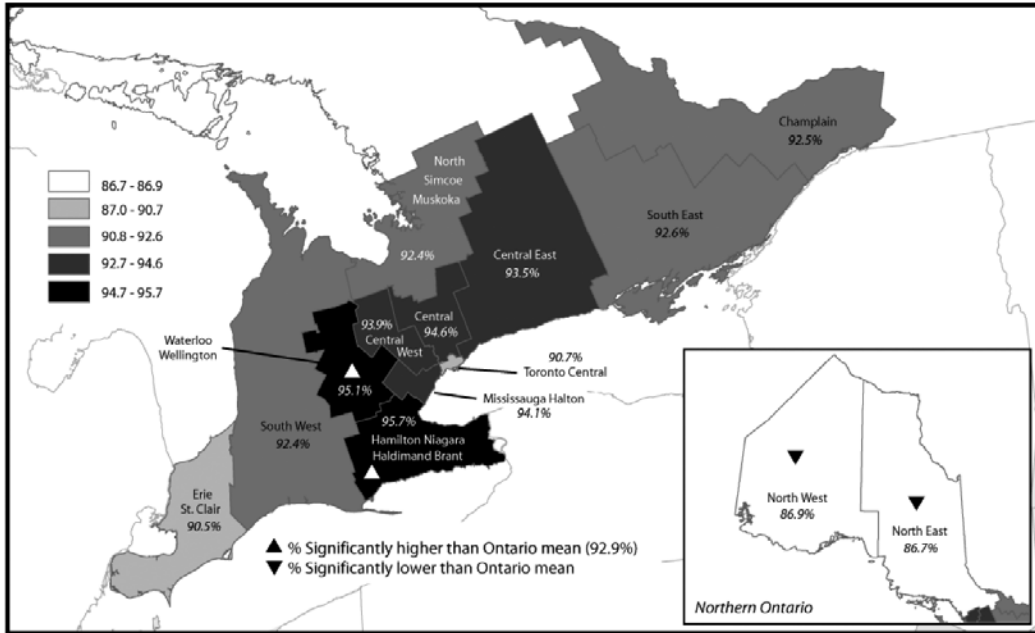 86.7 - 86.9
87.0 - 90.7
90.8 - 92.6
92.7 - 94.6
94.7 - 95.7
Champlain
92.5%
North
Simcoe
Muskoka
92.4%
South East
92.6%
Central East
93.5%
Central
94.6%
93.9%
Central
West
Waterloo
Wellington
95.1%
90.7%
Toronto Central
Mississauga Halton
94.1%
95.7%
Hamilton Niagara
Haldimand Brant
South West
92.4%
Erie
St. Clair
90.5%
▲ % Significantly higher than Ontario mean (92.9%)
▼ % Significantly lower than Ontario mean
North West
86.9%
North East
86.7%
Northern Ontario